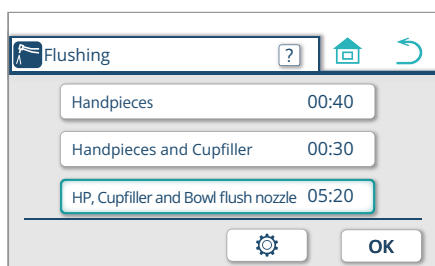 Flushing ?
Handpieces 00:40
Handpieces and Cupfiller 00:30
HP, Cupfiller and Bowl flush nozzle 05:20
OK